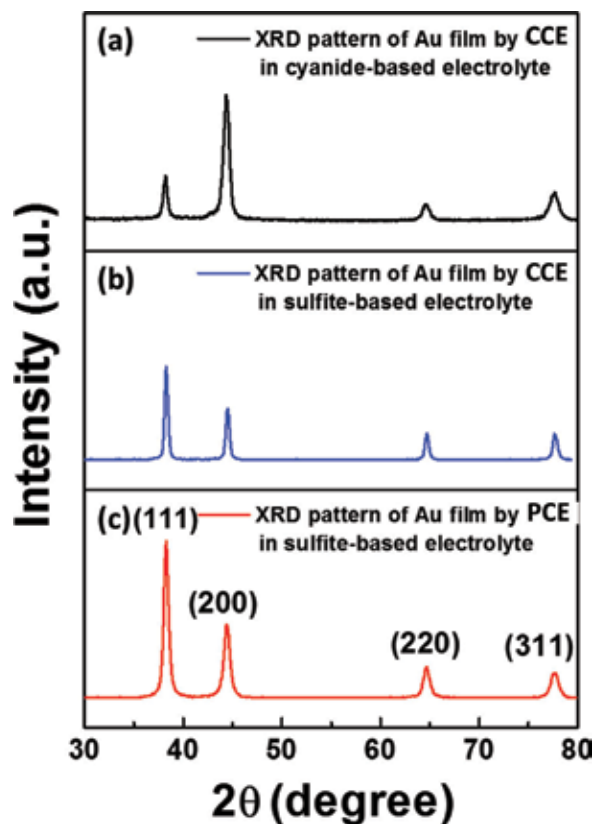 (a)
XRD pattern of Au film by CCE
in cyanide-based electrolyte
(b)
XRD pattern of Au film by CCE
in sulfite-based electrolyte
(c)
XRD pattern of Au film by PCE
in sulfite-based electrolyte
(111)
(200)
(220)
(311)
Intensity (a.u.)
30 40 50 60 70 80
2θ (degree)